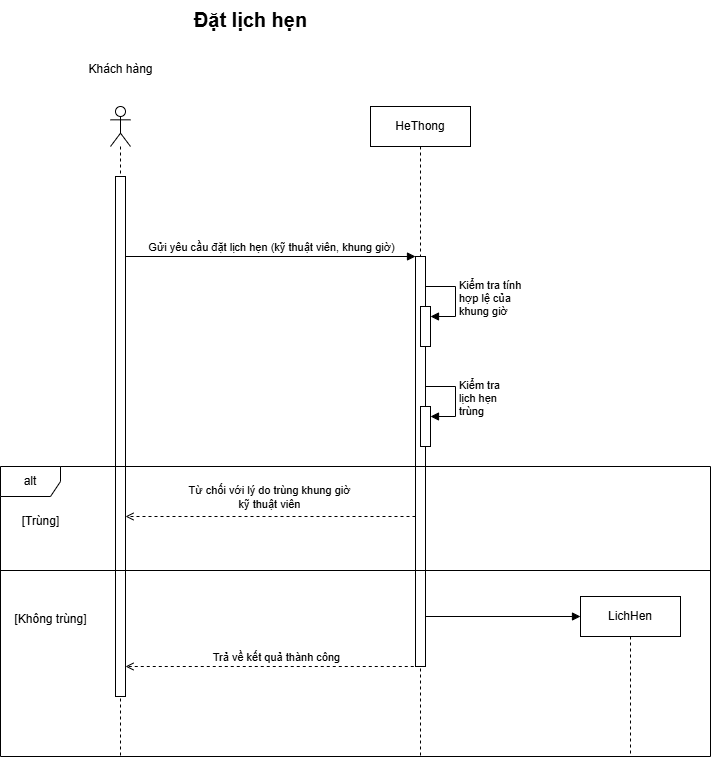 Đặt lịch hẹn
Khách hàng
HeThong
Gửi yêu cầu đặt lịch hẹn (kỹ thuật viên, khung giờ)
Kiểm tra tính
hợp lệ của
khung giờ
Kiểm tra
lịch hẹn
trùng
alt
Từ chối với lý do trùng khung giờ
kỹ thuật viên
[Trùng]
[Không trùng]
LichHen
Trả về kết quả thành công